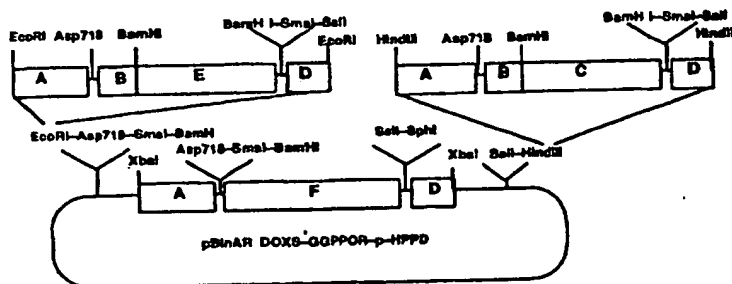 BamH I-SmaI-SalI BamH I-SmaI-SalI
EcoRI Asp718 BamHI EcoRI HindIII Asp718 BamHI HindIII
A B E D A B C D
EcoRI-Asp718-SmaI-BamH SalI-SphI
XbaI Asp718-SmaI-BamHI XbaI SalI-HindIII
A F D
pBinAR DOXS-GGPPOR-p-HPPD